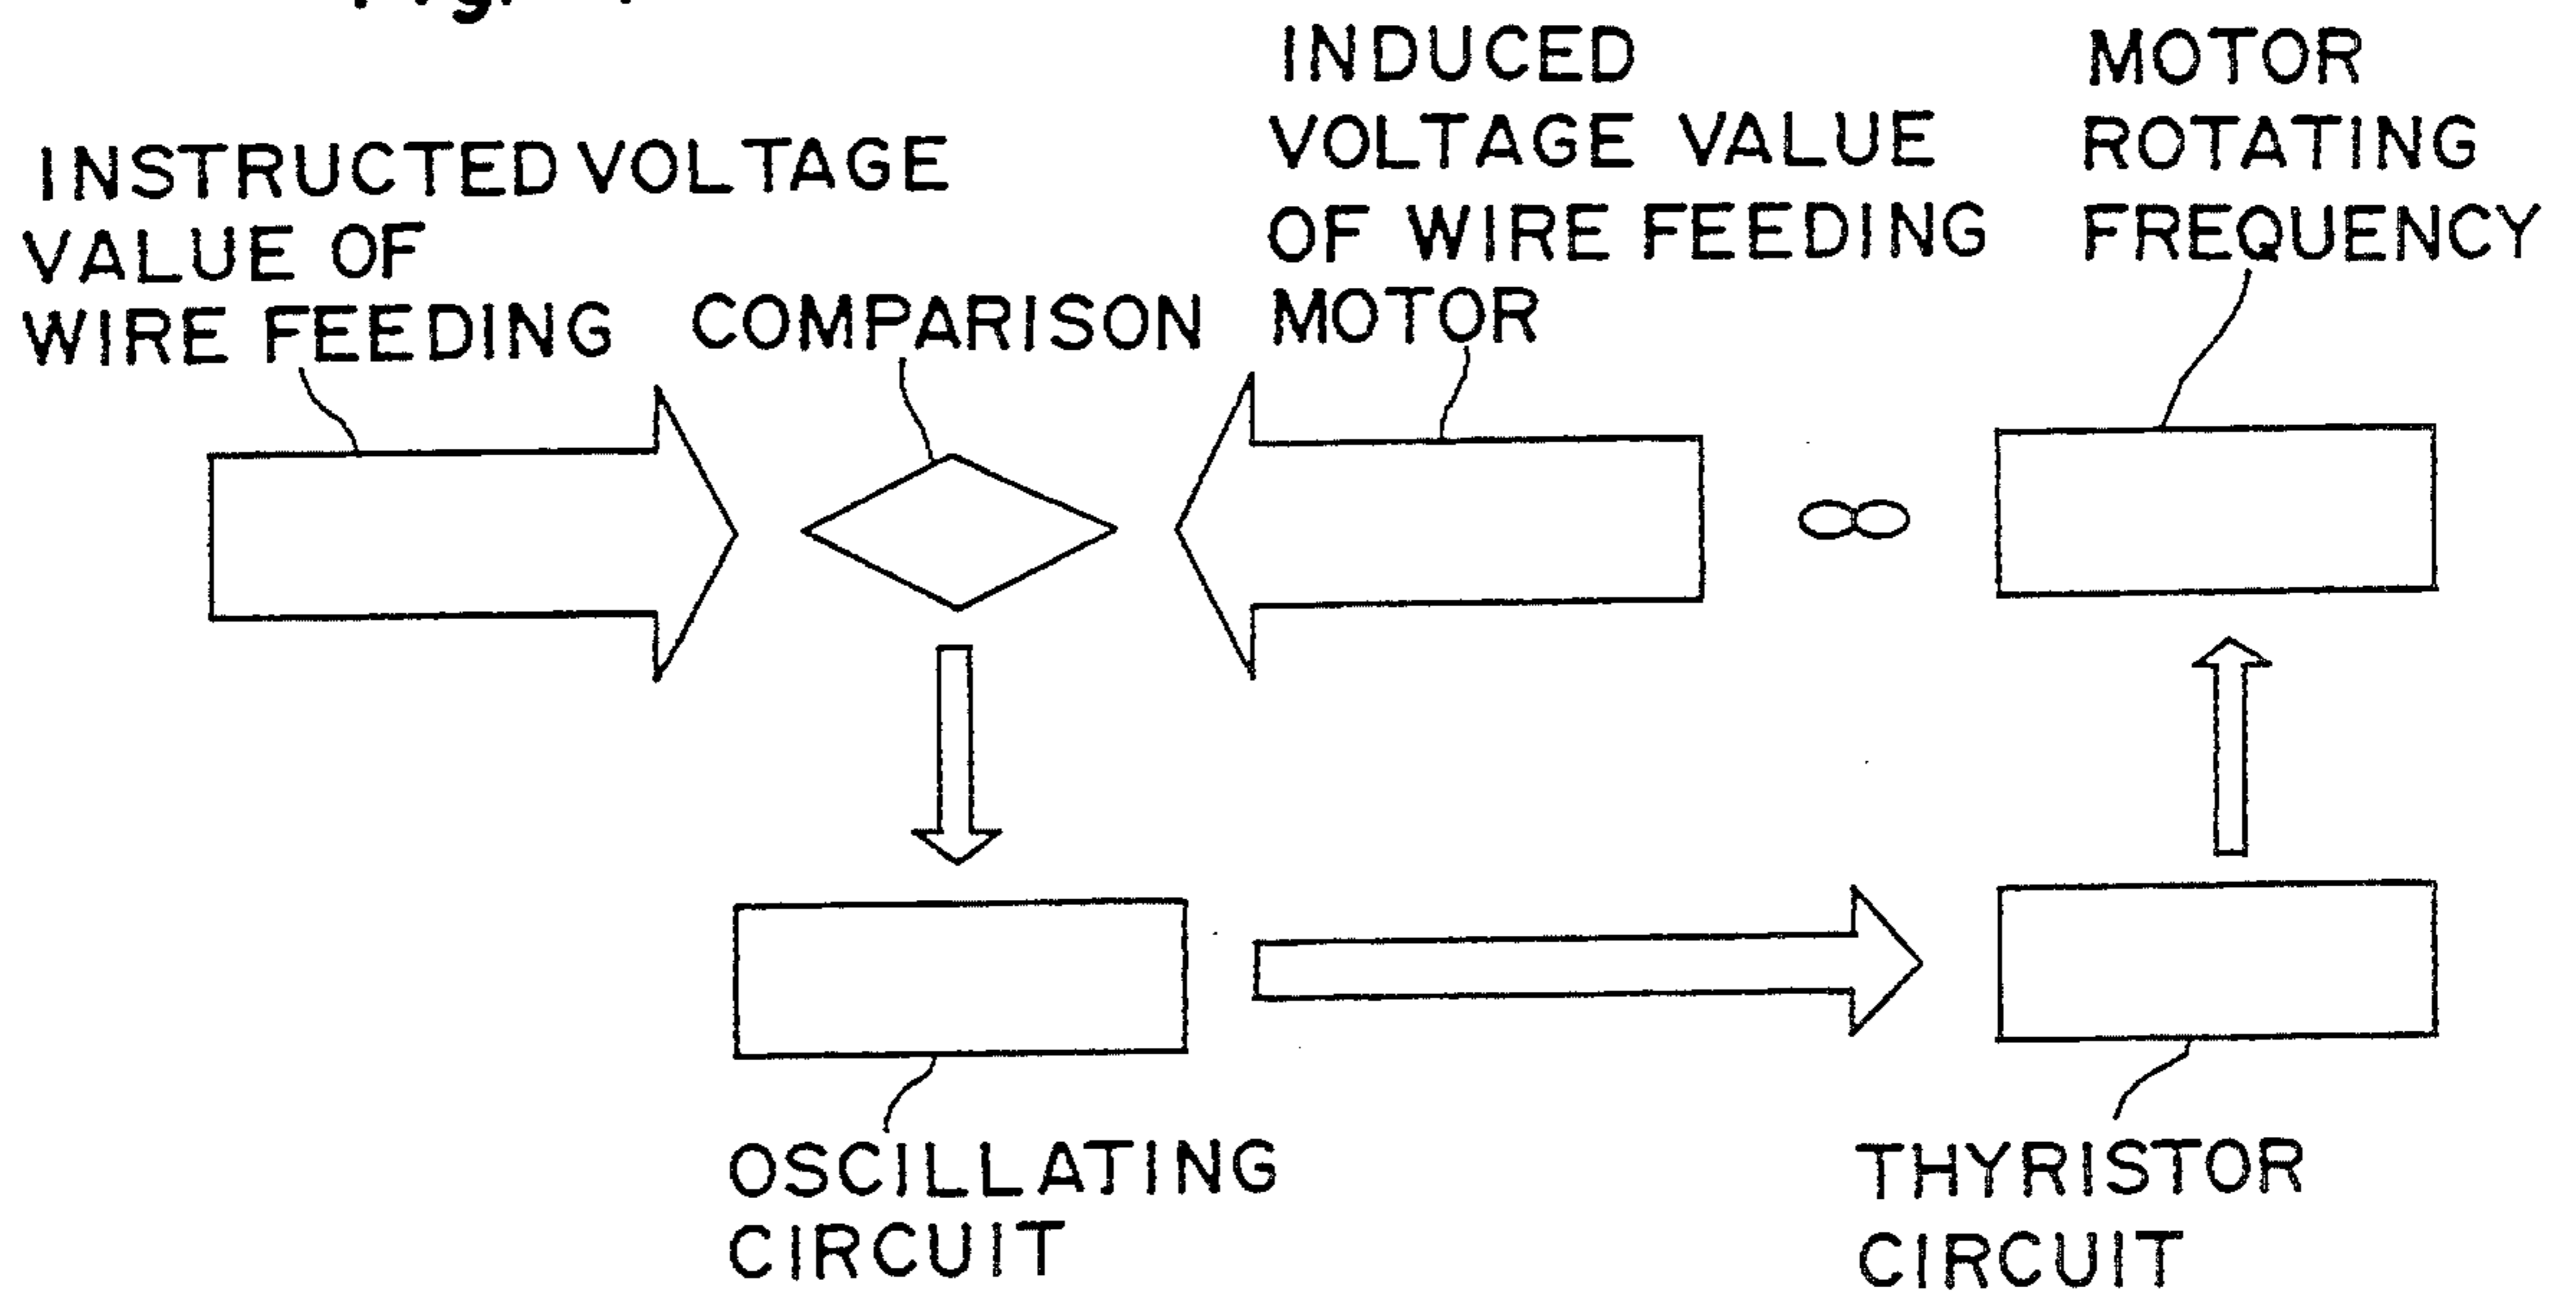 INSTRUCTED VOLTAGE
VALUE OF
WIRE FEEDING
COMPARISON
INDUCED
VOLTAGE VALUE
OF WIRE FEEDING
MOTOR
MOTOR
ROTATING
FREQUENCY
∞
OSCILLATING
CIRCUIT
THYRISTOR
CIRCUIT